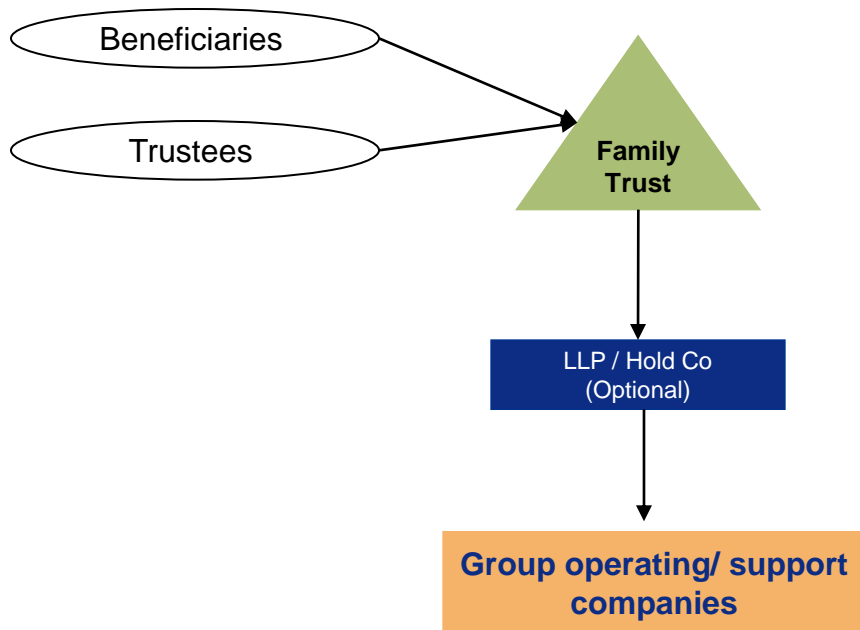 Beneficiaries
Trustees
Family
Trust
LLP / Hold Co
(Optional)
Group operating/ support
companies